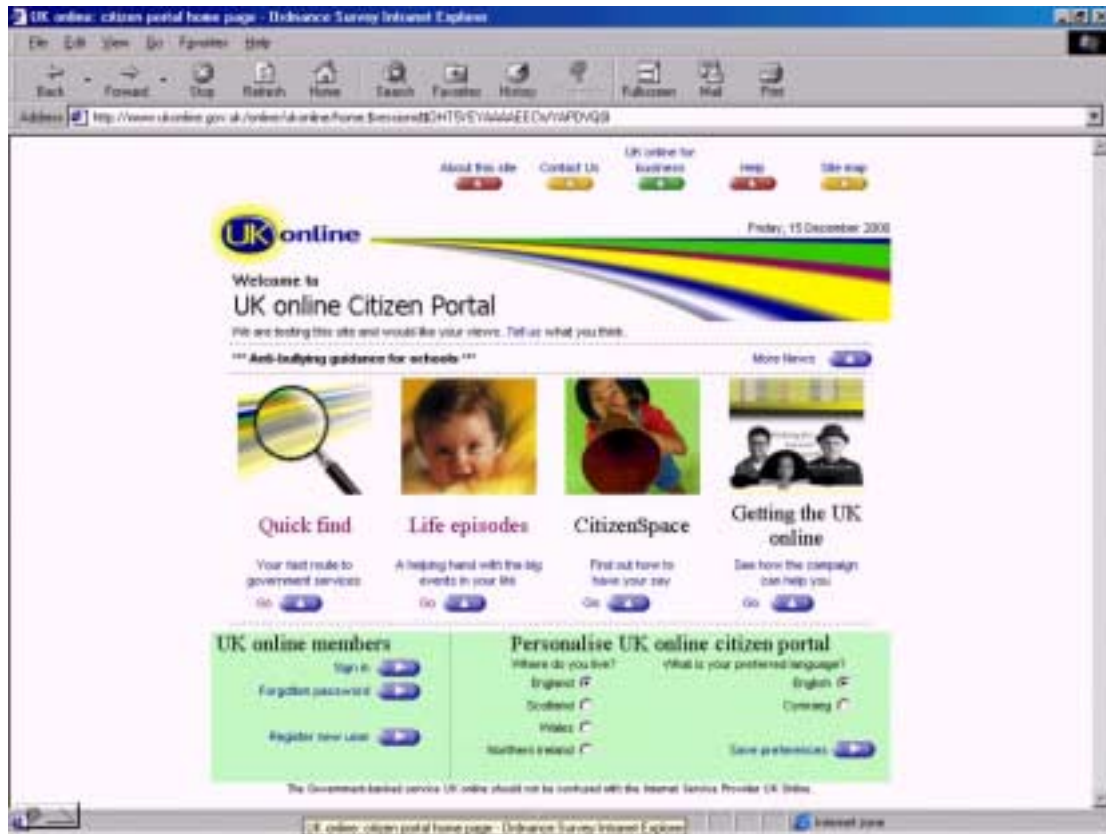 UK online: citizen portal home page - Ordnance Survey Intranet Explorer
File Edit View Go Favorites Help
Back Forward Stop Refresh Home Search Favorites History Fullscreen Mail Print
Address
About this site Contact Us UK online for business Help Site map
UK online
Friday, 15 December 2000
Welcome to
UK online Citizen Portal
We are testing this site and would like your views. Tell us what you think.
*** Anti-bullying guidance for schools *** More News
Quick find Life episodes CitizenSpace Getting the UK online
Your fast route to government services
A helping hand with the big events in your life
Find out how to have your say
See how the campaign can help you
Go Go Go Go
UK online members
Sign in
Forgotten password
Register new user
Personalise UK online citizen portal
Where do you live? What is your preferred language?
England English
Scotland Cymraeg
Wales
Northern Ireland Save preferences
The Government-backed service UK online should not be confused with the Internet Service Provider UK Online.
UK online: citizen portal home page - Ordnance Survey Intranet Explorer
Internet zone